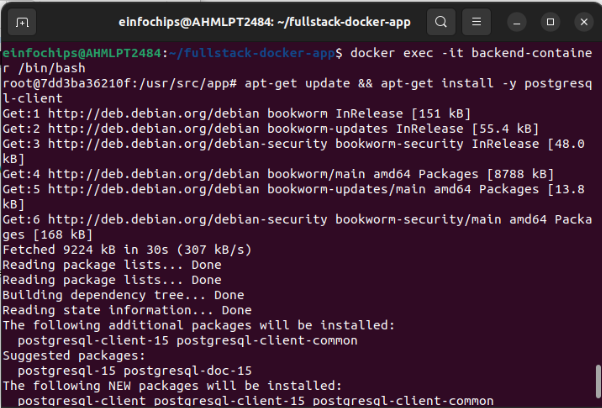 einfochips@AHMLPT2484: ~/fullstack-docker-app
einfochips@AHMLPT2484:~/fullstack-docker-app$ docker exec -it backend-containe
r /bin/bash
root@7dd3ba36210f:/usr/src/app# apt-get update && apt-get install -y postgresq
l-client
Get:1 http://deb.debian.org/debian bookworm InRelease [151 kB]
Get:2 http://deb.debian.org/debian bookworm-updates InRelease [55.4 kB]
Get:3 http://deb.debian.org/debian-security bookworm-security InRelease [48.0
kB]
Get:4 http://deb.debian.org/debian bookworm/main amd64 Packages [8788 kB]
Get:5 http://deb.debian.org/debian bookworm-updates/main amd64 Packages [13.8
kB]
Get:6 http://deb.debian.org/debian-security bookworm-security/main amd64 Packa
ges [168 kB]
Fetched 9224 kB in 30s (307 kB/s)
Reading package lists... Done
Reading package lists... Done
Building dependency tree... Done
Reading state information... Done
The following additional packages will be installed:
  postgresql-client-15 postgresql-client-common
Suggested packages:
  postgresql-15 postgresql-doc-15
The following NEW packages will be installed:
  postgresql-client postgresql-client-15 postgresql-client-common